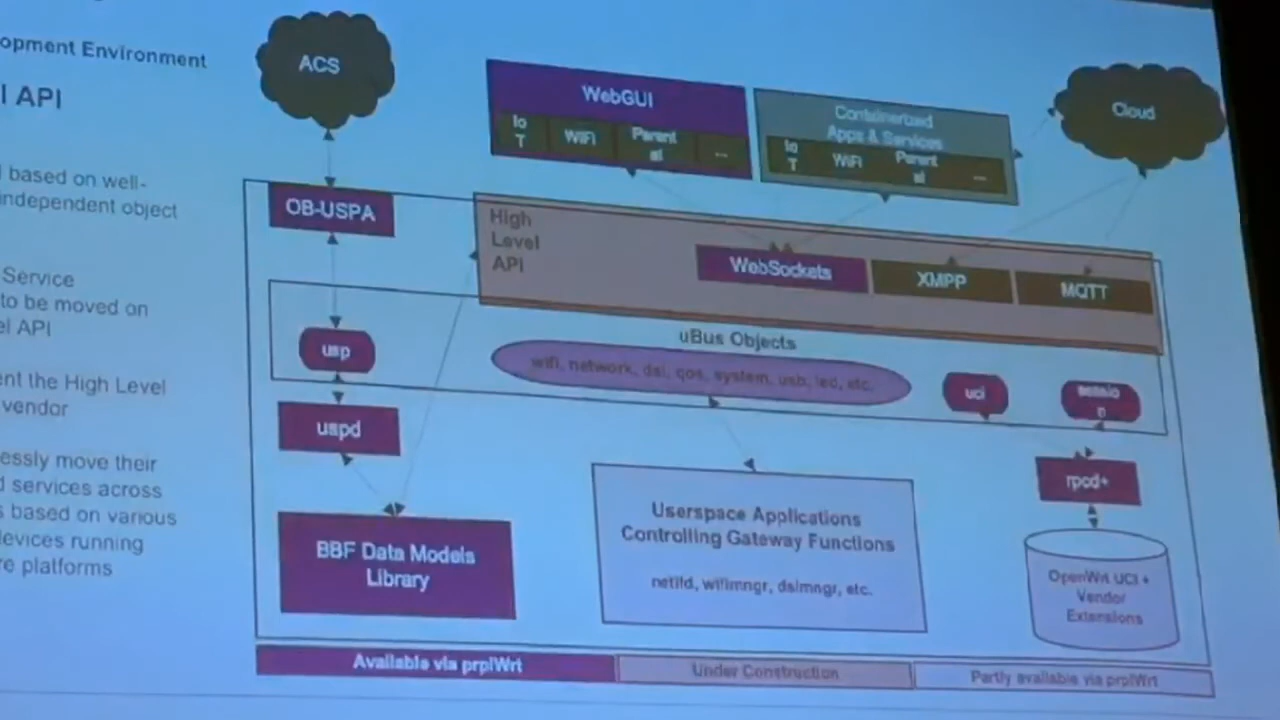 opment Environment
l API
l based on well-
independent object
Service
to be moved on
el API
ent the High Level
vendor
essly move their
d services across
s based on various
levices running
re platforms
ACS
WebGUI
Io
T
WiFi
Parent
al
...
Containerized
Apps & Services
Io
T
WiFi
Parent
al
...
Cloud
OB-USPA
High
Level
API
WebSockets
XMPP
MQTT
uBus Objects
usp
wifi, network, dsl, qos, system, usb, led, etc.
uci
sessio
n
uspd
rpcd+
BBF Data Models
Library
Userspace Applications
Controlling Gateway Functions
netifd, wifimngr, dslmngr, etc.
OpenWrt UCI +
Vendor
Extensions
Available via prplWrt
Under Construction
Partly available via prplWrt